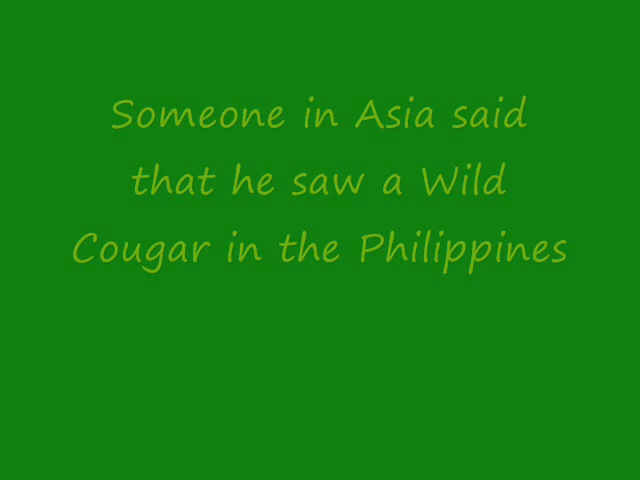 Someone in Asia said
that he saw a Wild
Cougar in the Philippines